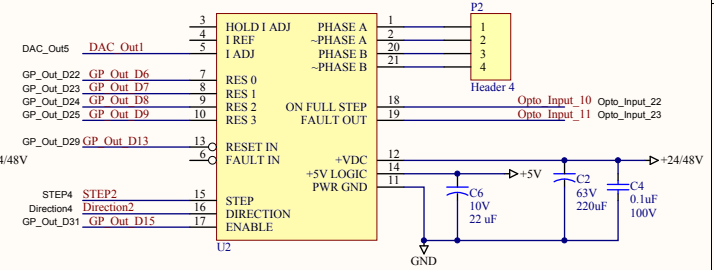 P2
3 HOLD I ADJ PHASE A 1 1
4 I REF ~PHASE A 2 2
DAC_Out5 DAC_Out1 5 I ADJ PHASE B 20 3
~PHASE B 21 4
GP_Out_D22 GP_Out_D6 7 RES 0 Header 4
GP_Out_D23 GP_Out_D7 8 RES 1
GP_Out_D24 GP_Out_D8 9 RES 2 ON FULL STEP 18 Opto_Input_10 Opto_Input_22
GP_Out_D25 GP_Out_D9 10 RES 3 FAULT OUT 19 Opto_Input_11 Opto_Input_23
GP_Out_D29 GP_Out_D13 13 RESET IN
4/48V 6 FAULT IN +VDC 12 +24/48V
+5V LOGIC 14 +5V
PWR GND 11
STEP4 STEP2 15 STEP
Direction4 Direction2 16 DIRECTION
GP_Out_D31 GP_Out_D15 17 ENABLE
C6
10V
22 uF
C2
63V
220uF
C4
0.1uF
100V
U2
GND